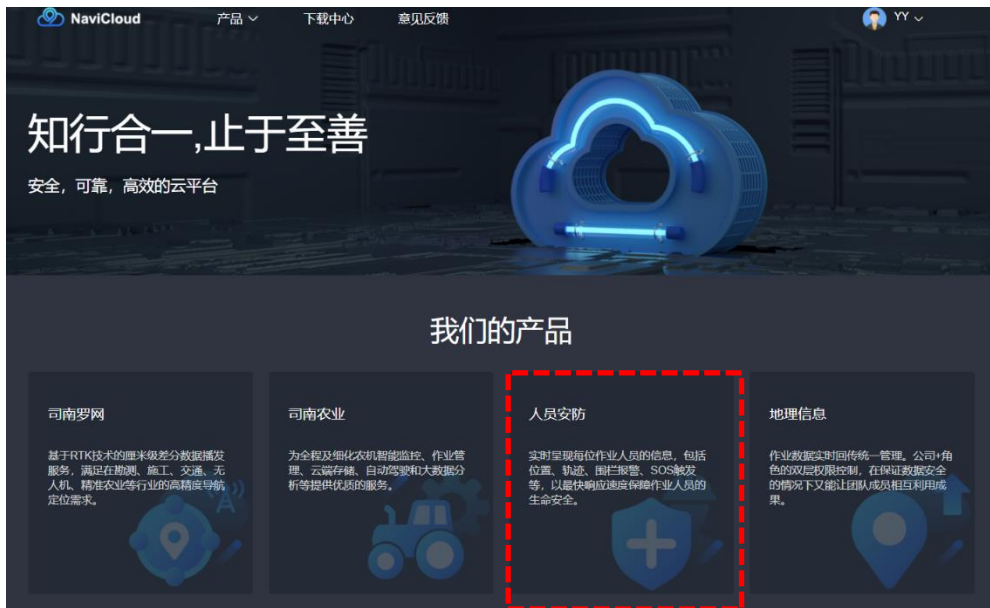 NaviCloud 产品 下载中心 意见反馈 YY
知行合一,止于至善
安全，可靠，高效的云平台
我们的产品
司南罗网
基于RTK技术的厘米级差分数据播发
服务，满足在勘测、施工、交通、无
人机、精准农业等行业的高精度导航
定位需求。
司南农业
为全程及细化农机智能监控、作业管
理、云端存储、自动驾驶和大数据分
析等提供优质的服务。
人员安防
实时呈现每位作业人员的信息，包括
位置、轨迹、围栏报警、SOS触发
等，以最快响应速度保障作业人员的
生命安全。
地理信息
作业数据实时回传统一管理。公司+角
色的双层权限控制，在保证数据安全
的情况下又能让团队成员相互利用成
果。